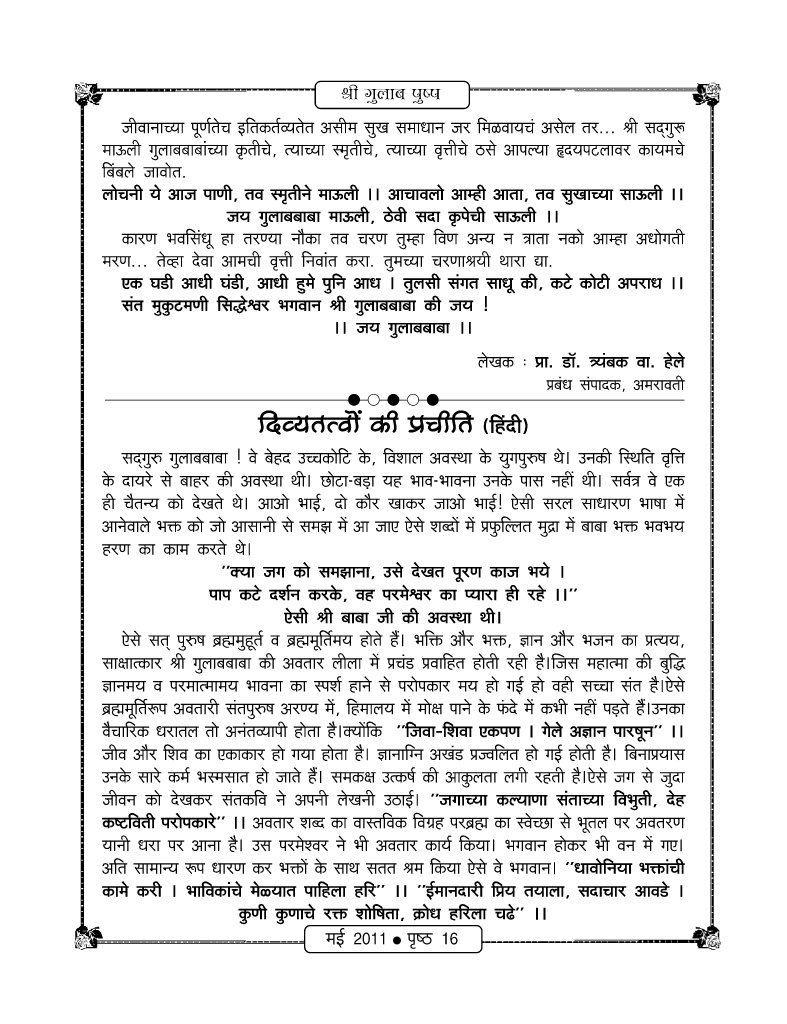 श्री गुलाब पुष्प
जीवानाच्या पूर्णतेच इतिकर्तव्यतेत असीम सुख समाधान जर मिळवायचं असेल तर... श्री सद्‌गुरू
माऊली गुलाबबाबांच्या कृतीचे, त्याच्या स्मृतीचे, त्याच्या वृत्तीचे ठसे आपल्या हृदयपटलावर कायमचे
बिंबले जावोत.
लोचनी ये आज पाणी, तव स्मृतीने माऊली ।। आचावलो आम्ही आता, तव सुखाच्या साऊली ।।
जय गुलाबबाबा माऊली, ठेवी सदा कृपेची साऊली ।।
कारण भवसिंधू हा तरण्या नौका तव चरण तुम्हा विण अन्य न त्राता नको आम्हा अधोगती
मरण... तेव्हा देवा आमची वृत्ती निवांत करा. तुमच्या चरणाश्रयी थारा द्या.
एक घडी आधी घंडी, आधी हुमे पुनि आध । तुलसी संगत साधू की, कटे कोटी अपराध ।।
संत मुकुटमणी सिद्धेश्वर भगवान श्री गुलाबबाबा की जय !
।। जय गुलाबबाबा ।।
लेखक : प्रा. डॉ. त्र्यंबक वा. हेले
प्रबंध संपादक, अमरावती
दिव्यतत्वों की प्रचीति (हिंदी)
सद्‌गुरु गुलाबबाबा ! वे बेहद उच्चकोटि के, विशाल अवस्था के युगपुरुष थे। उनकी स्थिति वृत्ति
के दायरे से बाहर की अवस्था थी। छोटा-बड़ा यह भाव-भावना उनके पास नहीं थी। सर्वत्र वे एक
ही चैतन्य को देखते थे। आओ भाई, दो कौर खाकर जाओ भाई! ऐसी सरल साधारण भाषा में
आनेवाले भक्त को जो आसानी से समझ में आ जाए ऐसे शब्दों में प्रफुल्लित मुद्रा में बाबा भक्त भवभय
हरण का काम करते थे।
''क्या जग को समझाना, उसे देखत पूरण काज भये ।
पाप कटे दर्शन करके, वह परमेश्वर का प्यारा ही रहे ।।''
ऐसी श्री बाबा जी की अवस्था थी।
ऐसे सत् पुरुष ब्रह्ममुहूर्त व ब्रह्ममूर्तिमय होते हैं। भक्ति और भक्त, ज्ञान और भजन का प्रत्यय,
साक्षात्कार श्री गुलाबबाबा की अवतार लीला में प्रचंड प्रवाहित होती रही है।जिस महात्मा की बुद्धि
ज्ञानमय व परमात्मामय भावना का स्पर्श हाने से परोपकार मय हो गई हो वही सच्चा संत है।ऐसे
ब्रह्ममूर्तिरूप अवतारी संतपुरुष अरण्य में, हिमालय में मोक्ष पाने के फंदे में कभी नहीं पड़ते हैं।उनका
वैचारिक धरातल तो अनंतव्यापी होता है।क्योंकि ''जिवा-शिवा एकपण । गेले अज्ञान पारषून'' ।।
जीव और शिव का एकाकार हो गया होता है। ज्ञानाग्नि अखंड प्रज्वलित हो गई होती है। बिनाप्रयास
उनके सारे कर्म भस्मसात हो जाते हैं। समकक्ष उत्कर्ष की आकुलता लगी रहती है।ऐसे जग से जुदा
जीवन को देखकर संतकवि ने अपनी लेखनी उठाई। ''जगाच्या कल्याणा संताच्या विभुती, देह
कष्टविती परोपकारे'' ।। अवतार शब्द का वास्तविक विग्रह परब्रह्म का स्वेच्छा से भूतल पर अवतरण
यानी धरा पर आना है। उस परमेश्वर ने भी अवतार कार्य किया। भगवान होकर भी वन में गए।
अति सामान्य रूप धारण कर भक्तों के साथ सतत श्रम किया ऐसे वे भगवान। ''धावोनिया भक्तांची
कामे करी । भाविकांचे मेळ्यात पाहिला हरि'' ।। ''ईमानदारी प्रिय तयाला, सदाचार आवडे ।
कुणी कुणाचे रक्त शोषिता, क्रोध हरिला चढे'' ।।
मई 2011 ● पृष्ठ 16